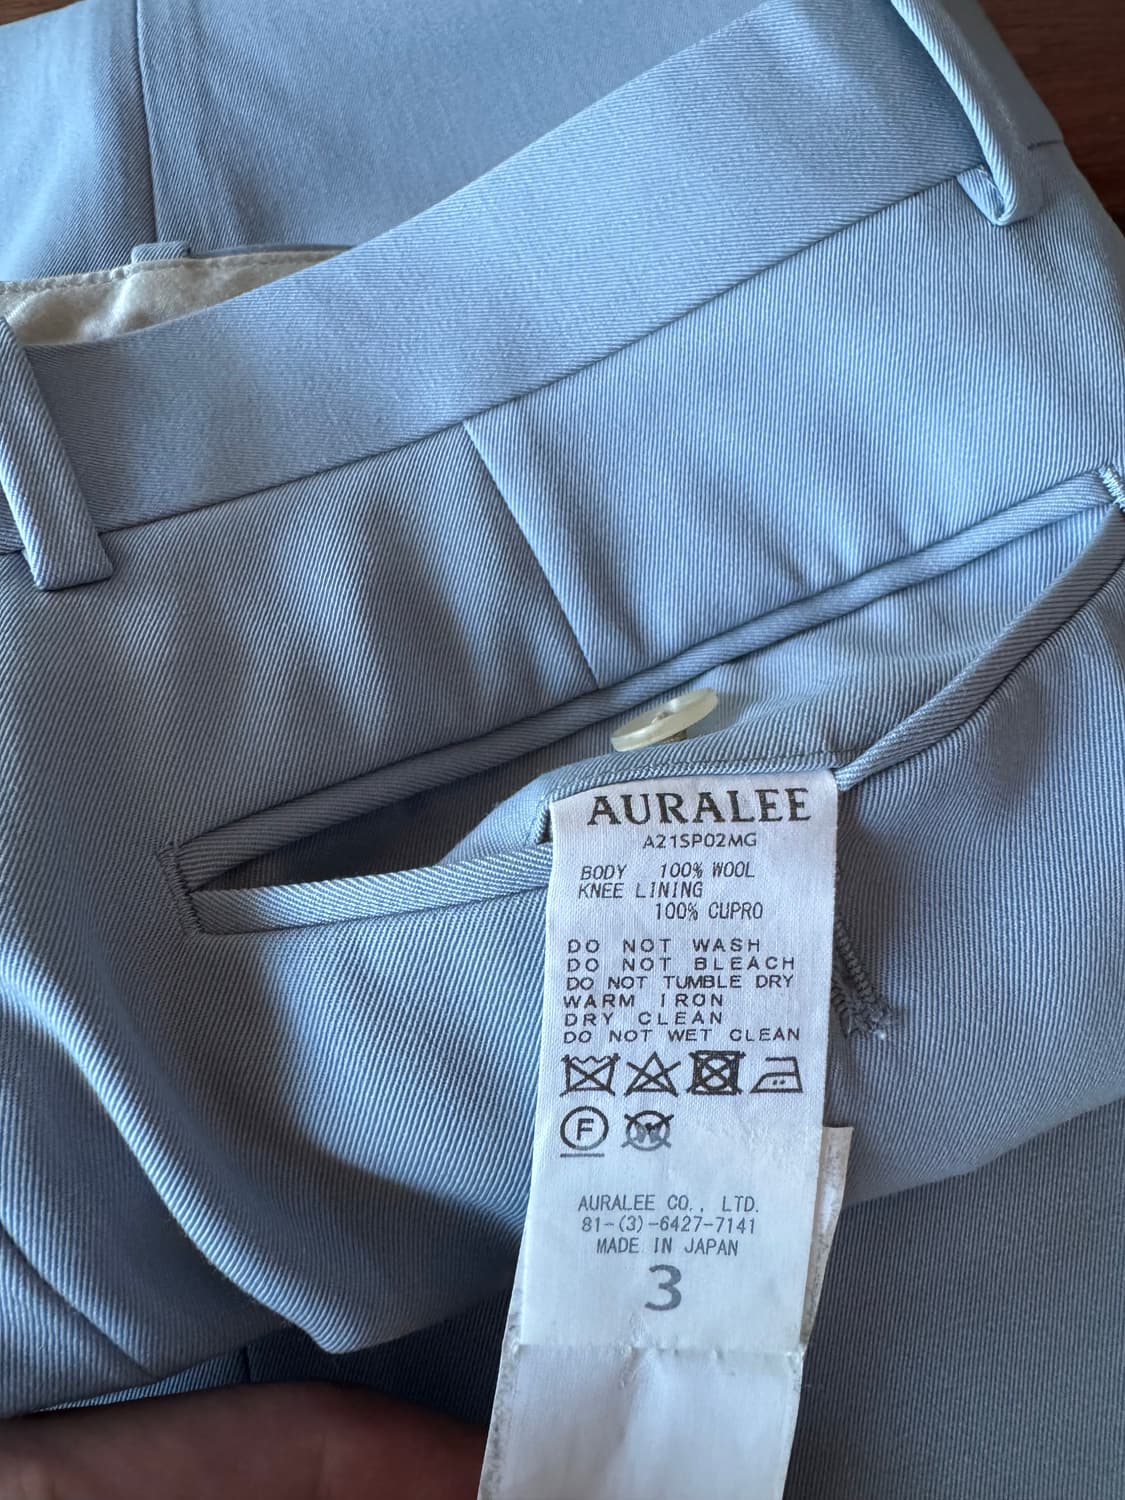 AURALEE
A21SP02MG
BODY 100% WOOL
KNEE LINING
100% CUPRO
DO NOT WASH
DO NOT BLEACH
DO NOT TUMBLE DRY
WARM IRON
DRY CLEAN
DO NOT WET CLEAN
F W
AURALEE CO., LTD.
81-(3)-6427-7141
MADE IN JAPAN
3